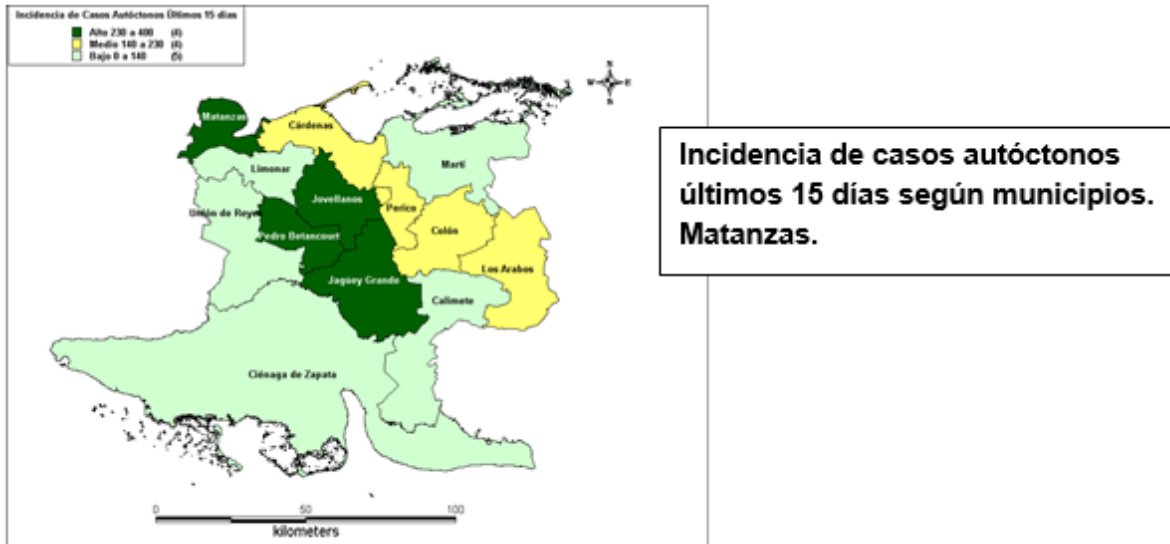 Incidencia de Casos Autóctonos Últimos 15 días
Alto 230 a 400 (4)
Medio 140 a 230 (4)
Bajo 0 a 140 (5)
N
W E
S
Matanzas
Cárdenas
Martí
Limonar
Jovellanos
Unión de Reyes
Perico
Colón
Pedro Betancourt
Los Arabos
Jagüey Grande
Calimete
Ciénaga de Zapata
0 50 100
kilometers
Incidencia de casos autóctonos
últimos 15 días según municipios.
Matanzas.